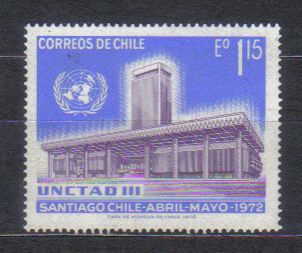 CORREOS DE CHILE
Eº 1,15
UNCTAD III
SANTIAGO CHILE-ABRIL-MAYO-1972
CASA DE MONEDA DE CHILE, 1972